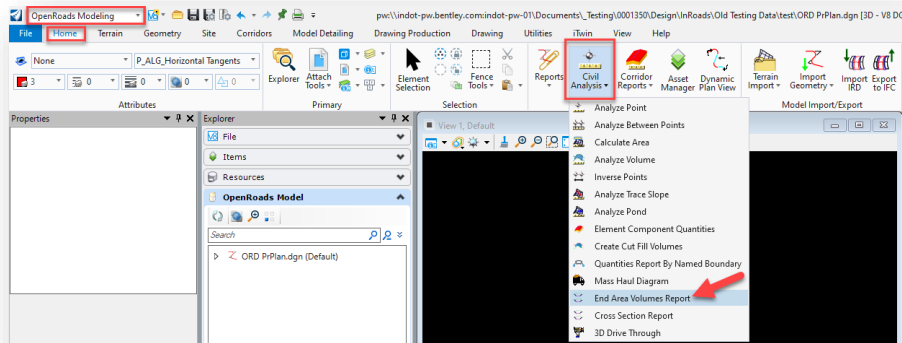 OpenRoads Modeling
pw:\\indot-pw.bentley.com:indot-pw-01\Documents\_Testing\0001350\Design\InRoads\Old Testing Data\test\ORD PrPlan.dgn [3D - V8 DG
File Home Terrain Geometry Site Corridors Model Detailing Drawing Production Drawing Utilities iTwin View Help
None P_ALG_Horizontal Tangents
3 0 0 0 0
Explorer Attach Tools Element Selection Fence Tools Reports Civil Analysis Corridor Reports Asset Manager Dynamic Plan View Terrain Import Import Geometry Import IRD Export to IFC
Attributes Primary Selection Model Import/Export
Properties Explorer
View 1, Default
File
Items
Resources
OpenRoads Model
Search
ORD PrPlan.dgn (Default)
Analyze Point
Analyze Between Points
Calculate Area
Analyze Volume
Inverse Points
Analyze Trace Slope
Analyze Pond
Element Component Quantities
Create Cut Fill Volumes
Quantities Report By Named Boundary
Mass Haul Diagram
End Area Volumes Report
Cross Section Report
3D Drive Through